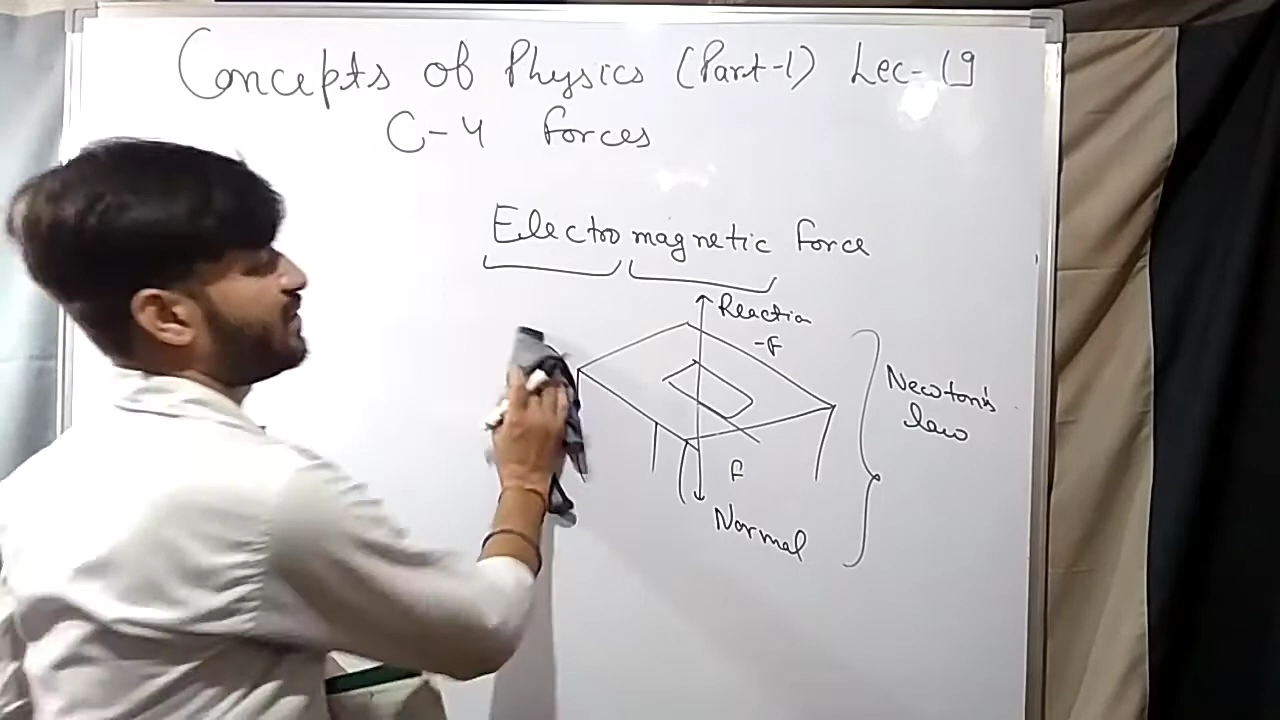 Concepts of Physics (Part-1) Lec-19
C-4 forces
Electromagnetic force
Reaction
-F
Newton's
law
F
Normal